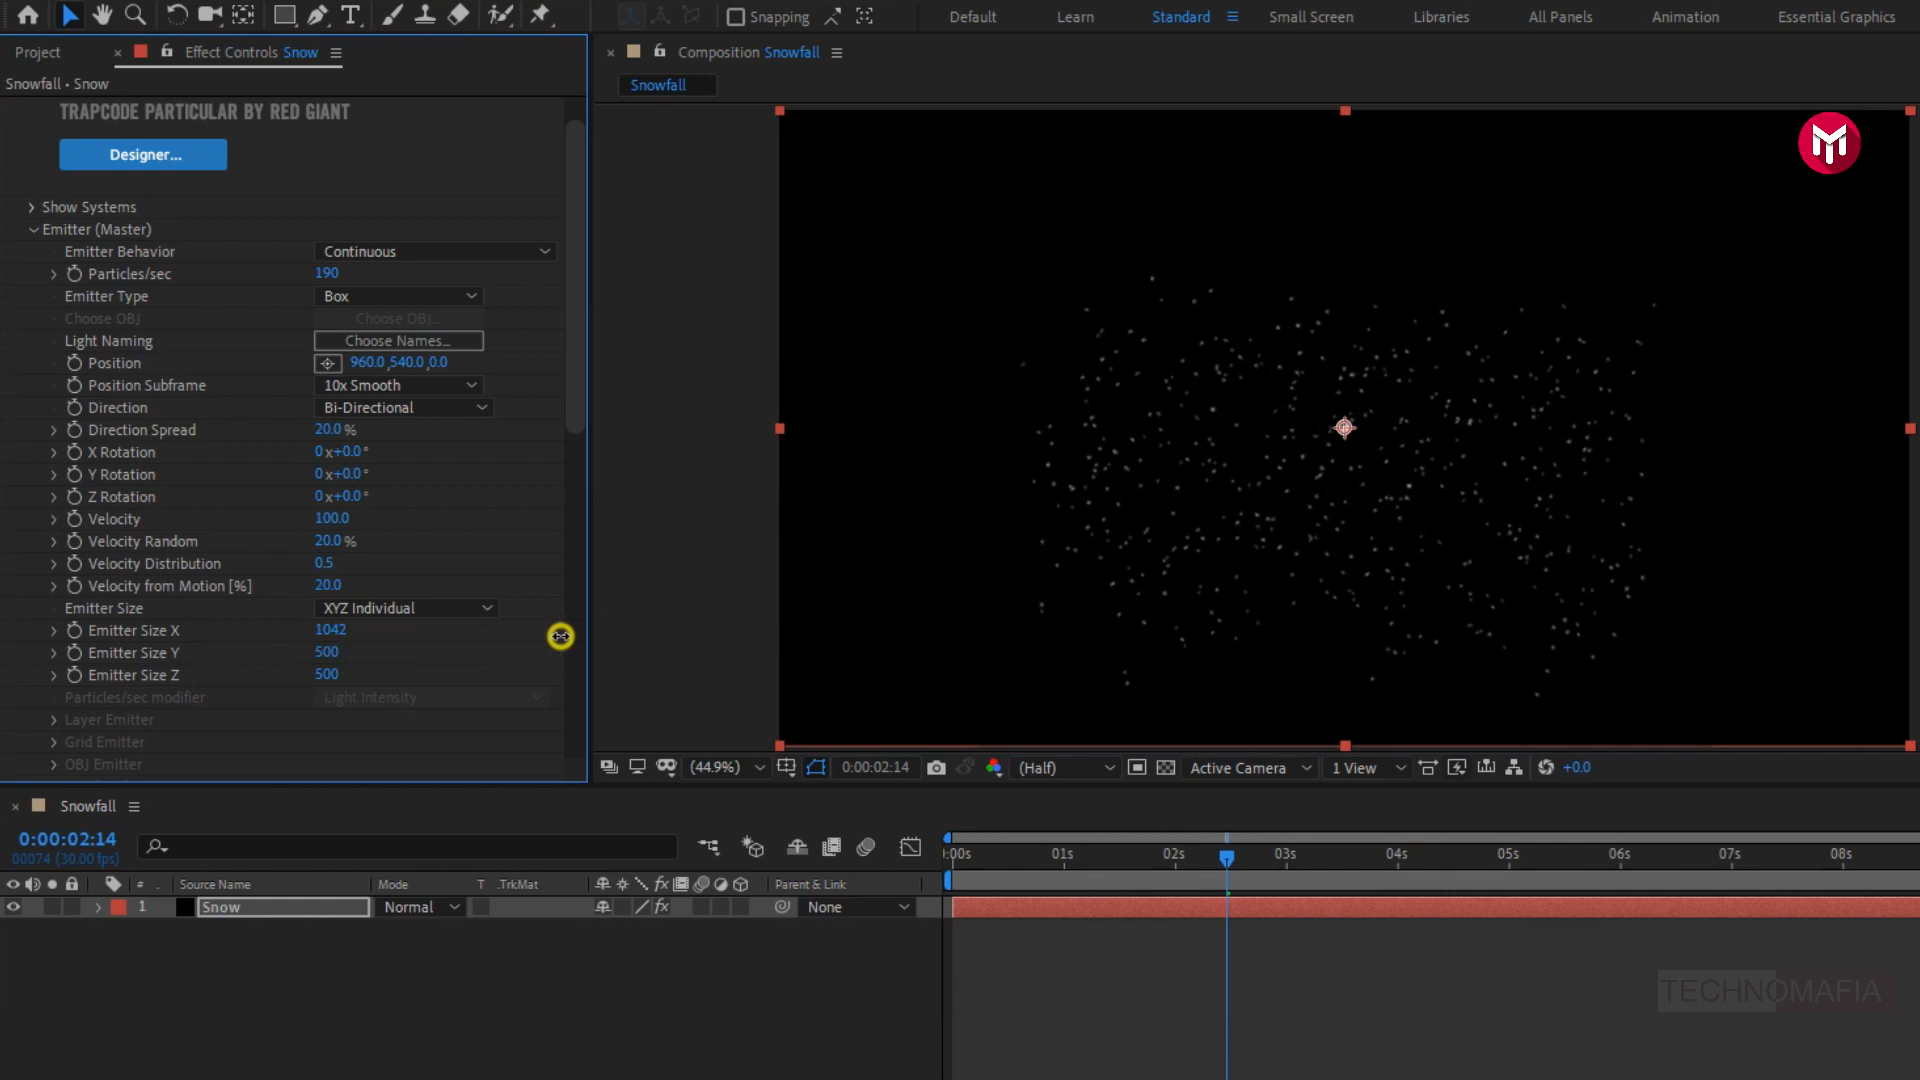 Snapping
Default
Learn
Standard
Small Screen
Libraries
All Panels
Animation
Essential Graphics
Project
Effect Controls Snow
Composition Snowfall
Snowfall • Snow
Snowfall
TRAPCODE PARTICULAR BY RED GIANT
Designer...
Show Systems
Emitter (Master)
Emitter Behavior Continuous
Particles/sec 190
Emitter Type Box
Choose OBJ Choose OBJ...
Light Naming Choose Names...
Position 960.0,540.0,0.0
Position Subframe 10x Smooth
Direction Bi-Directional
Direction Spread 20.0 %
X Rotation 0 x+0.0 °
Y Rotation 0 x+0.0 °
Z Rotation 0 x+0.0 °
Velocity 100.0
Velocity Random 20.0 %
Velocity Distribution 0.5
Velocity from Motion [%] 20.0
Emitter Size XYZ Individual
Emitter Size X 1042
Emitter Size Y 500
Emitter Size Z 500
Particles/sec modifier Light Intensity
Layer Emitter
Grid Emitter
OBJ Emitter
(44.9%) 0:00:02:14 (Half) Active Camera 1 View +0.0
Snowfall
0:00:02:14
00074 (30.00 fps)
:00s 01s 02s 03s 04s 05s 06s 07s 08s
# Source Name Mode T .TrkMat fx Parent & Link
1 Snow Normal fx None
TECHNOMAFIA